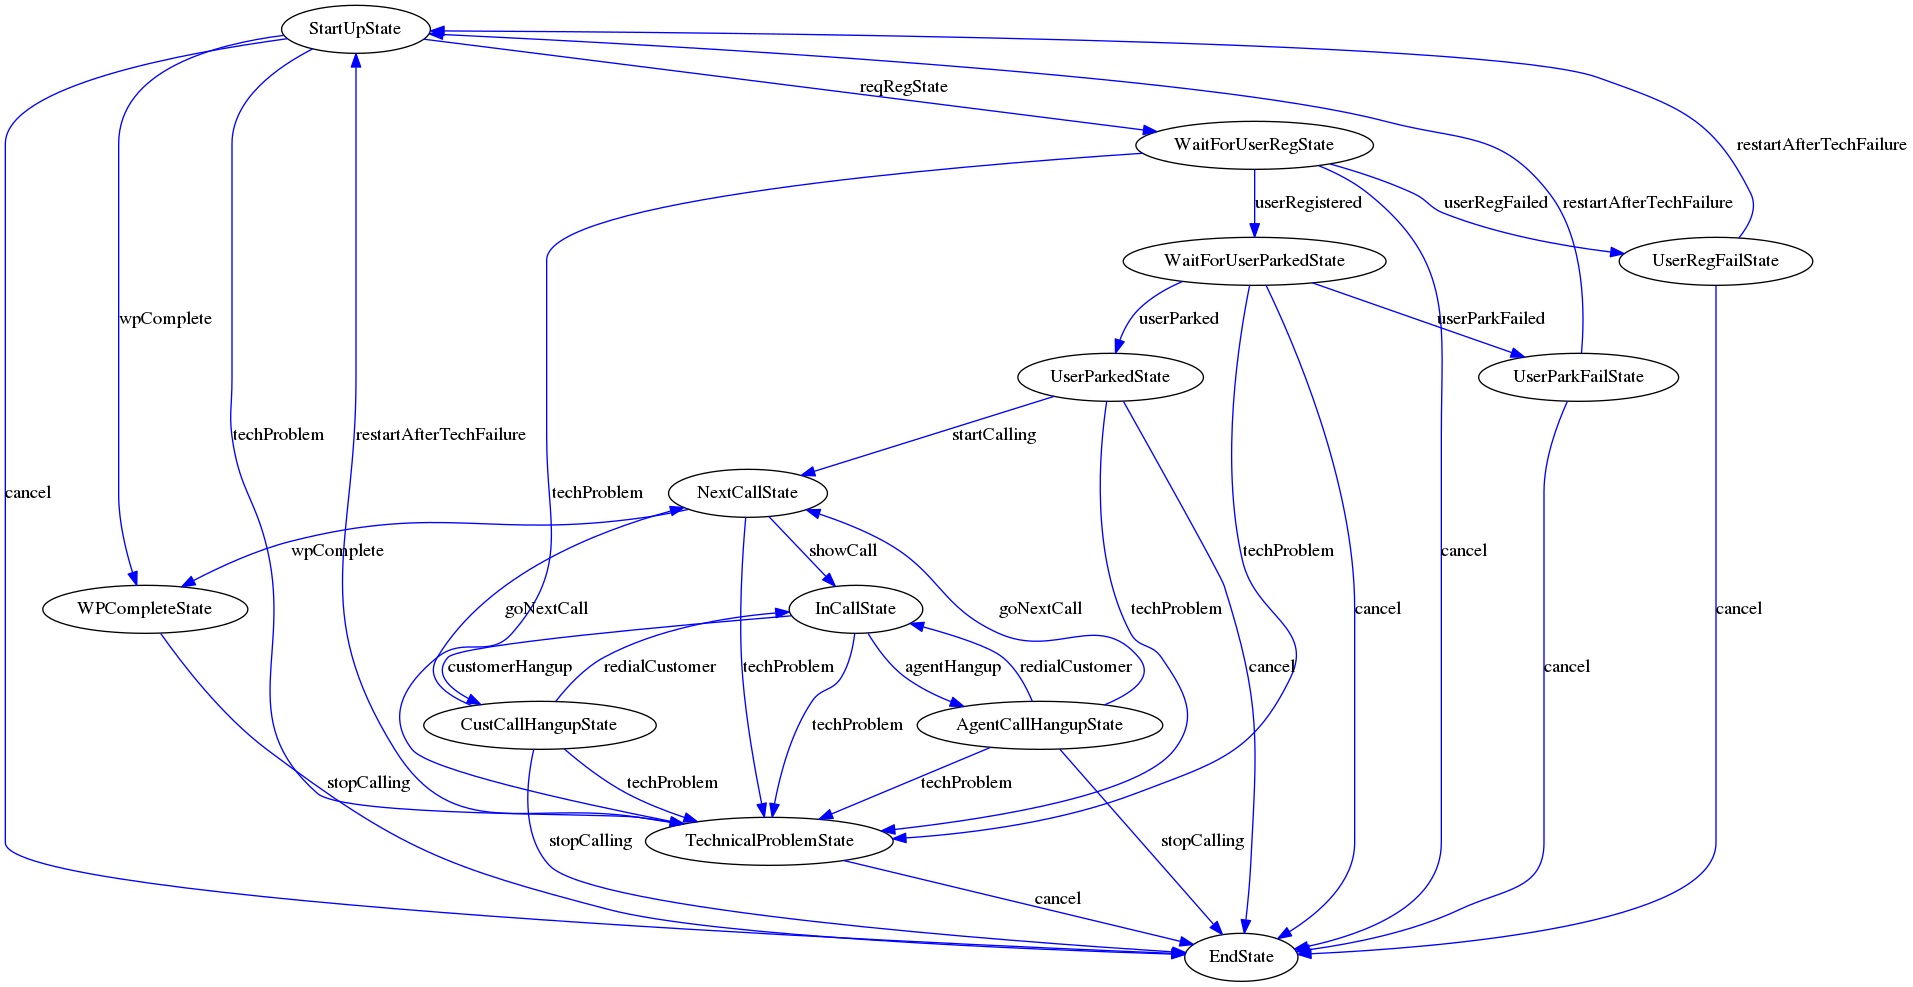 StartUpState
reqRegState
WaitForUserRegState
restartAfterTechFailure
userRegistered
userRegFailed
restartAfterTechFailure
WaitForUserParkedState
UserRegFailState
wpComplete
userParked
userParkFailed
UserParkedState
UserParkFailState
techProblem
restartAfterTechFailure
startCalling
cancel
techProblem
NextCallState
wpComplete
showCall
techProblem
cancel
WPCompleteState
goNextCall
InCallState
goNextCall
techProblem
cancel
cancel
customerHangup
redialCustomer
techProblem
agentHangup
redialCustomer
cancel
cancel
CustCallHangupState
techProblem
AgentCallHangupState
stopCalling
techProblem
techProblem
stopCalling
TechnicalProblemState
stopCalling
cancel
EndState